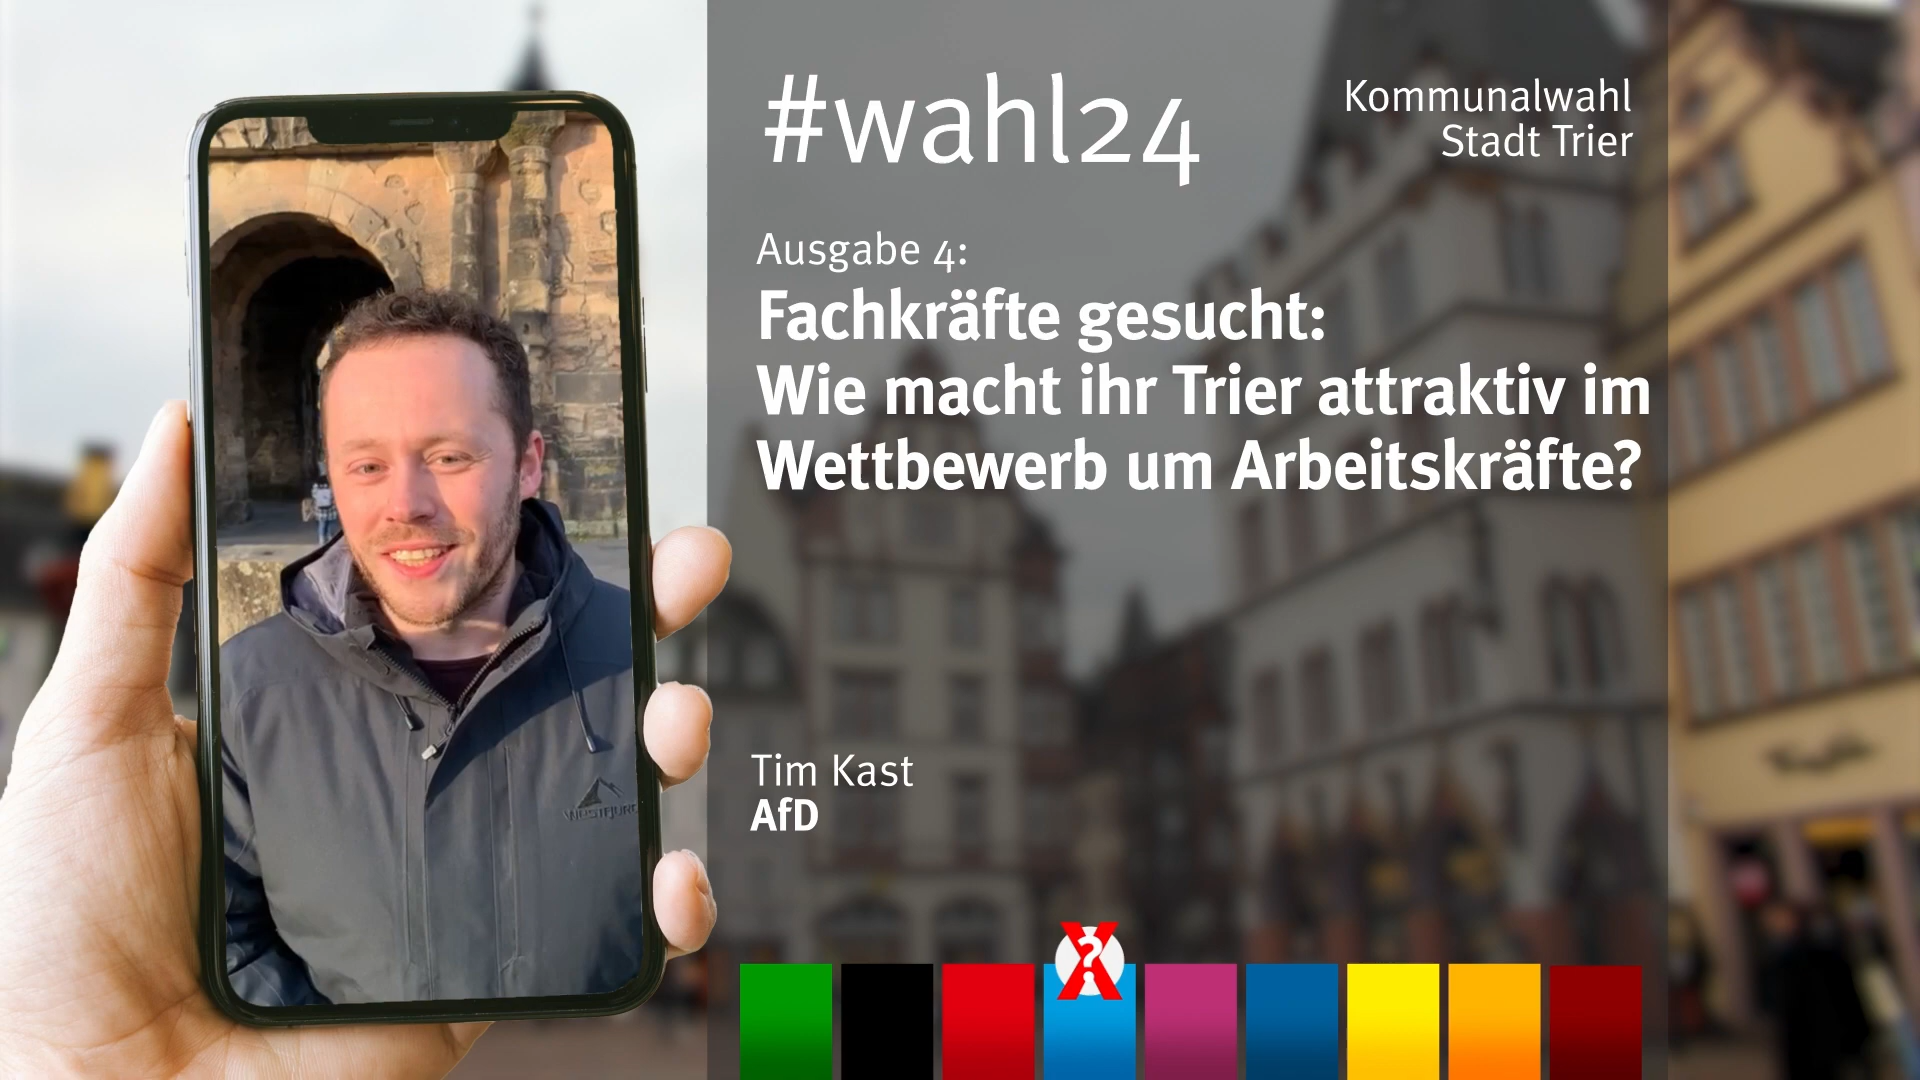 #wahl24
Kommunalwahl
Stadt Trier
Ausgabe 4:
Fachkräfte gesucht:
Wie macht ihr Trier attraktiv im
Wettbewerb um Arbeitskräfte?
Tim Kast
AfD
X
?